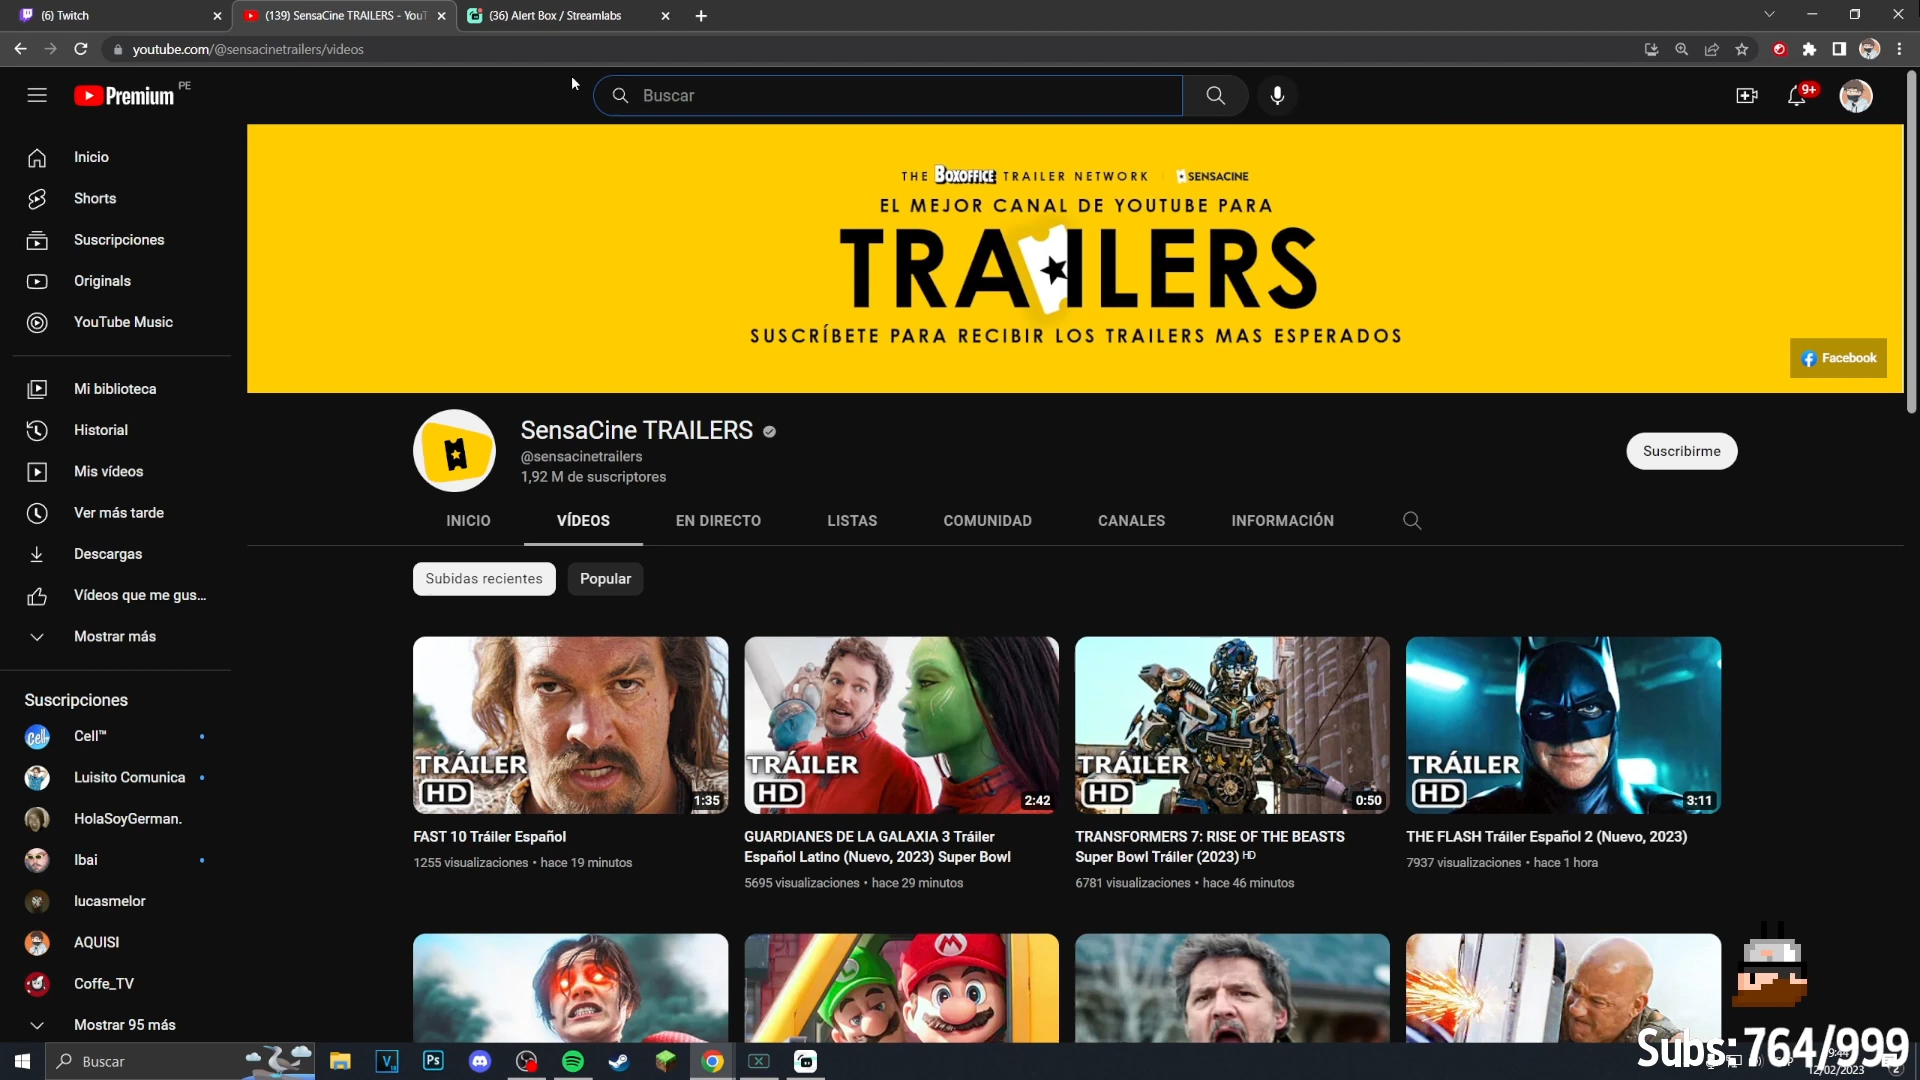 (6) Twitch
(139) SensaCine TRAILERS - YouT
(36) Alert Box / Streamlabs
youtube.com/@sensacinetrailers/videos
Premium PE
Buscar
9+
Inicio
Shorts
Suscripciones
Originals
YouTube Music
Mi biblioteca
Historial
Mis vídeos
Ver más tarde
Descargas
Vídeos que me gus...
Mostrar más
Suscripciones
Cell™
Luisito Comunica
HolaSoyGerman.
Ibai
lucasmelor
AQUISI
Coffe_TV
Mostrar 95 más
THE BOXOFFICE TRAILER NETWORK SENSACINE
EL MEJOR CANAL DE YOUTUBE PARA
TRAILERS
SUSCRÍBETE PARA RECIBIR LOS TRAILERS MAS ESPERADOS
Facebook
SensaCine TRAILERS
@sensacinetrailers
1,92 M de suscriptores
Suscribirme
INICIO
VÍDEOS
EN DIRECTO
LISTAS
COMUNIDAD
CANALES
INFORMACIÓN
Subidas recientes
Popular
TRÁILER
HD
1:35
FAST 10 Tráiler Español
1255 visualizaciones • hace 19 minutos
TRÁILER
HD
2:42
GUARDIANES DE LA GALAXIA 3 Tráiler
Español Latino (Nuevo, 2023) Super Bowl
5695 visualizaciones • hace 29 minutos
TRÁILER
HD
0:50
TRANSFORMERS 7: RISE OF THE BEASTS
Super Bowl Tráiler (2023) ᴴᴰ
6781 visualizaciones • hace 46 minutos
TRÁILER
HD
3:11
THE FLASH Tráiler Español 2 (Nuevo, 2023)
7937 visualizaciones • hace 1 hora
M
Subs: 764/999
Buscar
Ps
12/02/2023
2